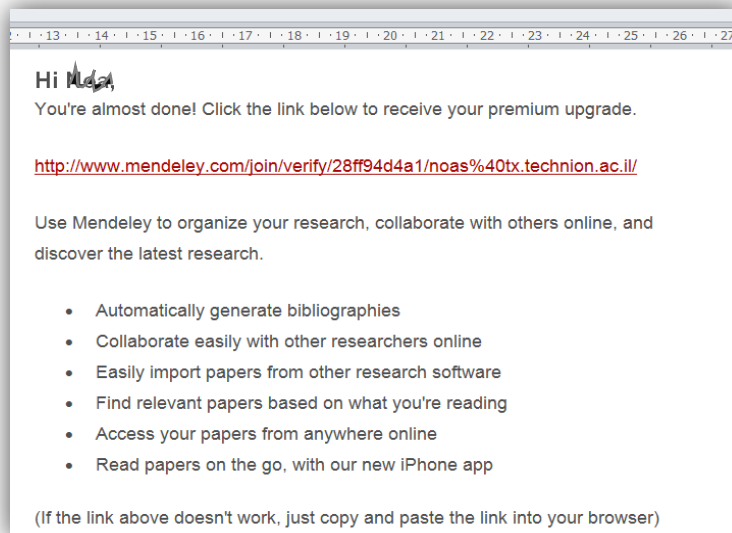 13 14 15 16 17 18 19 20 21 22 23 24 25 26 27
Hi
You're almost done! Click the link below to receive your premium upgrade.
http://www.mendeley.com/join/verify/28ff94d4a1/noas%40tx.technion.ac.il/
Use Mendeley to organize your research, collaborate with others online, and
discover the latest research.
• Automatically generate bibliographies
• Collaborate easily with other researchers online
• Easily import papers from other research software
• Find relevant papers based on what you're reading
• Access your papers from anywhere online
• Read papers on the go, with our new iPhone app
(If the link above doesn't work, just copy and paste the link into your browser)